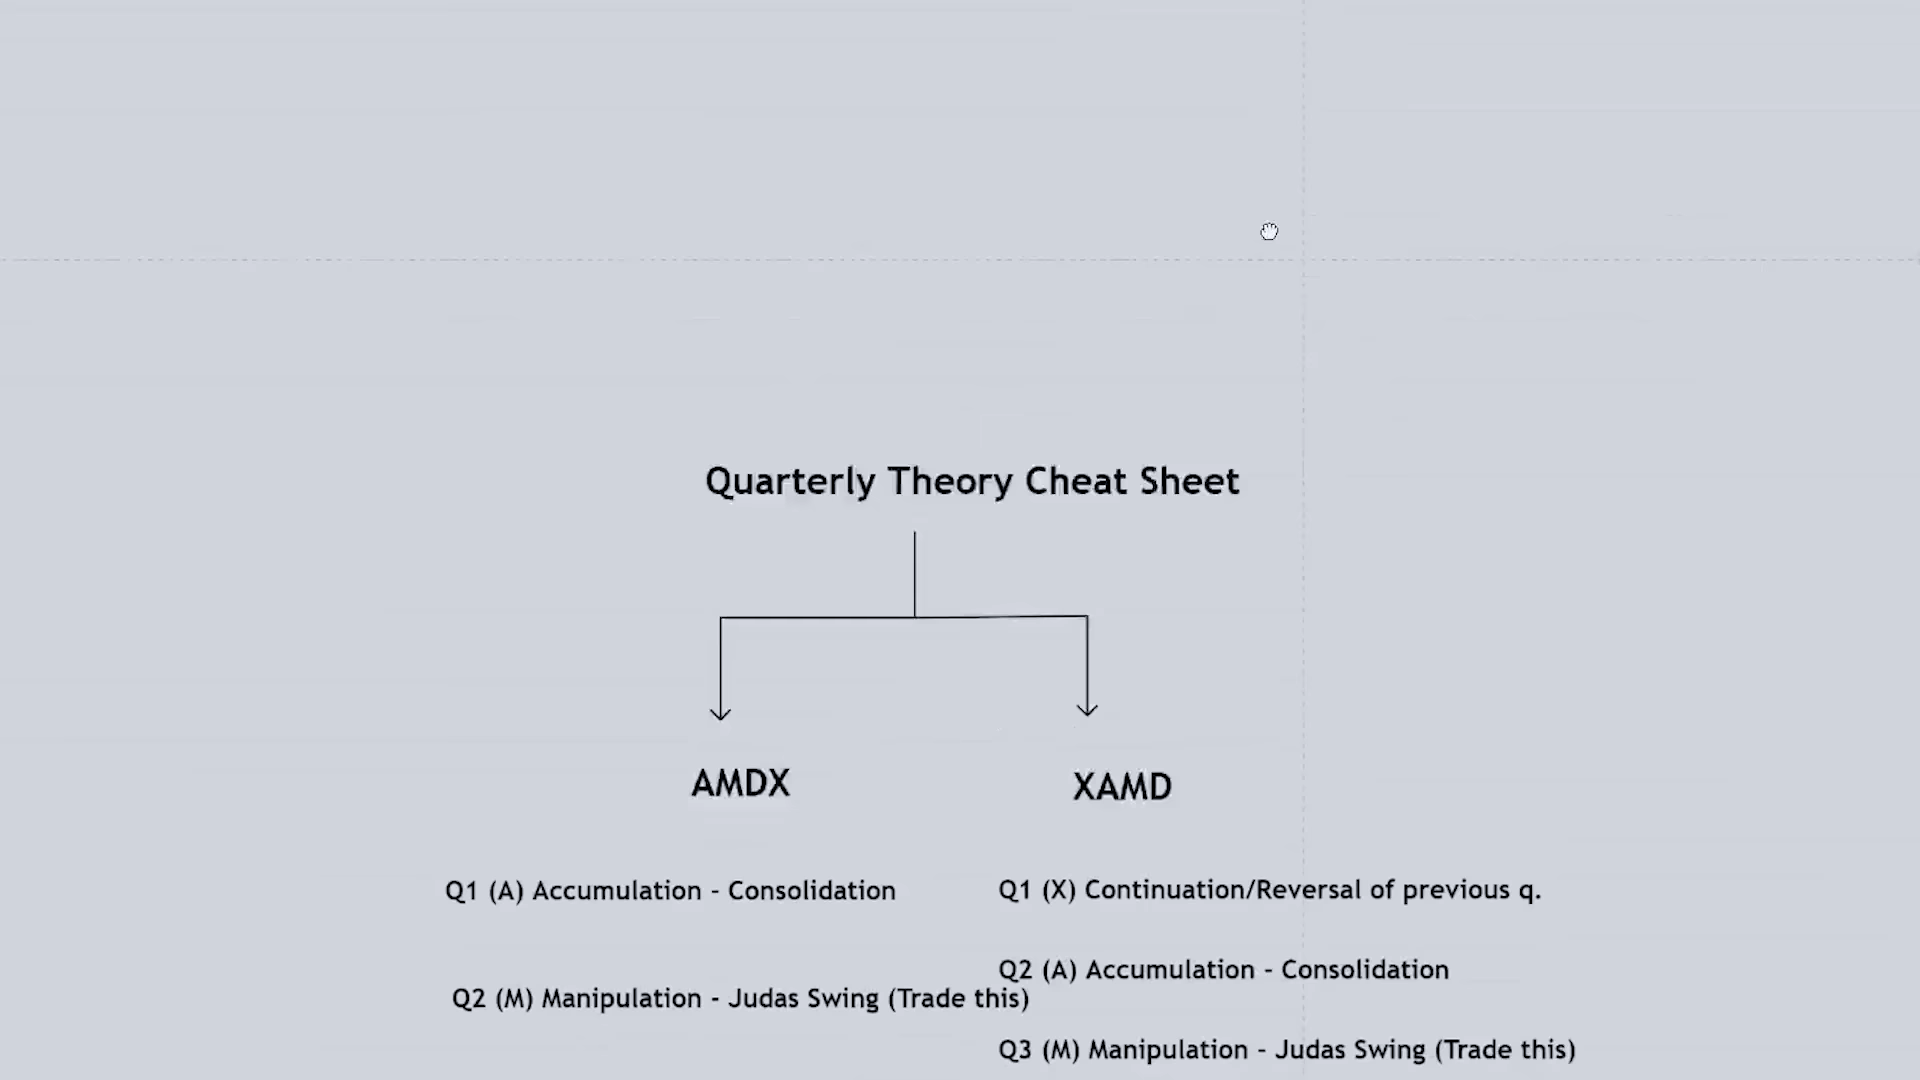 Quarterly Theory Cheat Sheet
AMDX
Q1 (A) Accumulation - Consolidation
Q2 (M) Manipulation - Judas Swing (Trade this)
XAMD
Q1 (X) Continuation/Reversal of previous q.
Q2 (A) Accumulation - Consolidation
Q3 (M) Manipulation - Judas Swing (Trade this)